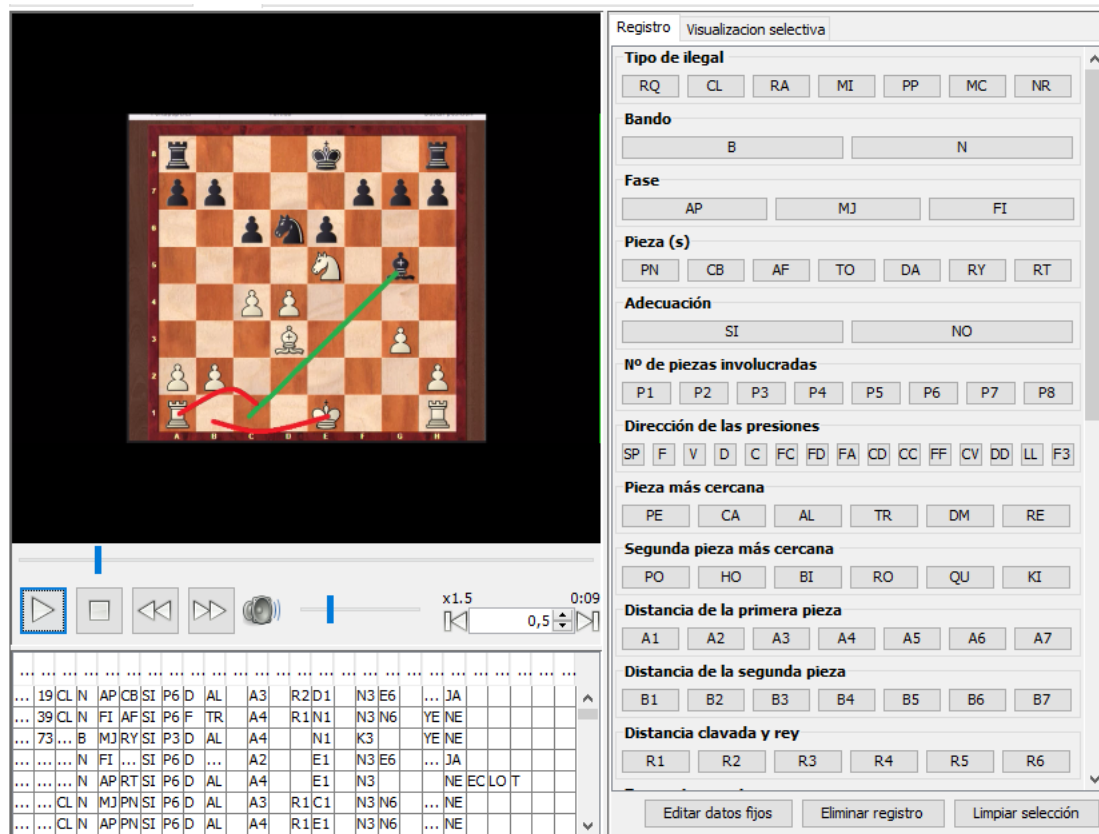 Registro Visualizacion selectiva
Tipo de ilegal
RQ CL RA MI PP MC NR
Bando
B N
Fase
AP MJ FI
Pieza (s)
PN CB AF TO DA RY RT
Adecuación
SI NO
Nº de piezas involucradas
P1 P2 P3 P4 P5 P6 P7 P8
Dirección de las presiones
SP F V D C FC FD FA CD CC FF CV DD LL F3
Pieza más cercana
PE CA AL TR DM RE
Segunda pieza más cercana
PO HO BI RO QU KI
Distancia de la primera pieza
A1 A2 A3 A4 A5 A6 A7
Distancia de la segunda pieza
B1 B2 B3 B4 B5 B6 B7
Distancia clavada y rey
R1 R2 R3 R4 R5 R6
Editar datos fijos Eliminar registro Limpiar selección
8
7
6
5
4
3
2
1
A B C D E F G H
x1.5 0:09
0,5
... ... ... ... ... ... ... ... ... ... ... ... ... ... ... ... ... ... ... ...
... 19 CL N AP CB SI P6 D AL A3 R2 D1 N3 E6 ... JA
... 39 CL N FI AF SI P6 F TR A4 R1 N1 N3 N6 YE NE
... 73 ... B MJ RY SI P3 D AL A4 N1 K3 YE NE
... ... ... N FI ... SI P6 D ... A2 E1 N3 E6 ... JA
... ... ... N AP RT SI P6 D AL A4 E1 N3 NE EC LO T
... ... CL N MJ PN SI P6 D AL A3 R1 C1 N3 N6 ... NE
... ... CL N AP PN SI P6 D AL A4 R1 E1 N3 N6 ... NE